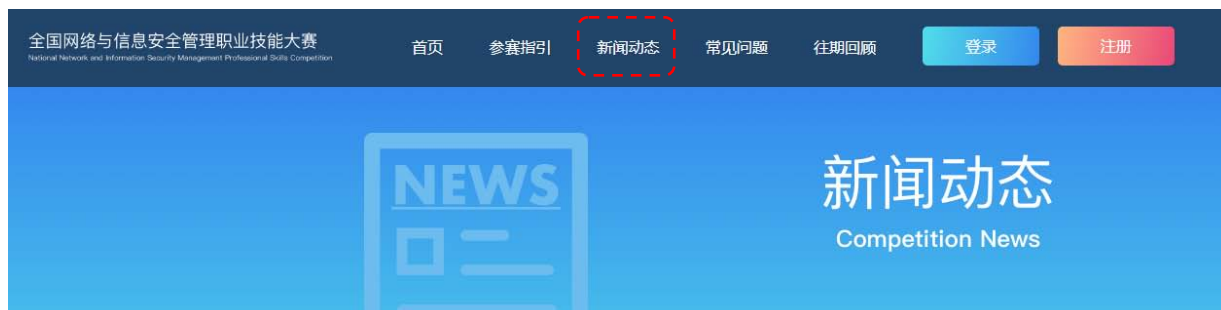 全国网络与信息安全管理职业技能大赛
National Network and Information Security Management Professional Skills Competition
首页 参赛指引 新闻动态 常见问题 往期回顾 登录 注册
NEWS
新闻动态
Competition News